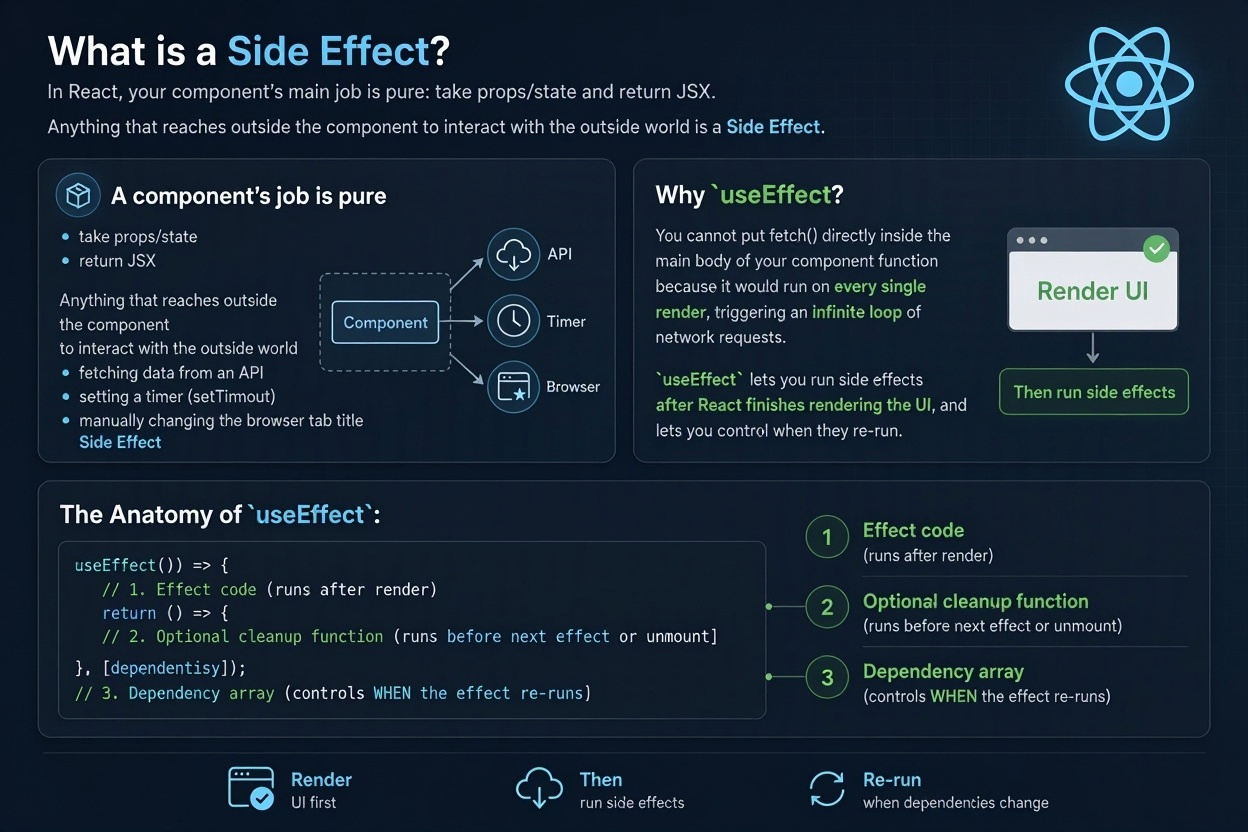 What is a Side Effect?
In React, your component's main job is pure: take props/state and return JSX.
Anything that reaches outside the component to interact with the outside world is a Side Effect.
A component's job is pure
• take props/state
• return JSX
Anything that reaches outside
the component
to interact with the outside world
• fetching data from an API
• setting a timer (setTimout)
• manually changing the browser tab title
Side Effect
Component
API
Timer
Browser
Why `useEffect?
You cannot put fetch() directly inside the
main body of your component function
because it would run on every single
render, triggering an infinite loop of
network requests.
`useEffect` lets you run side effects
after React finishes rendering the UI, and
lets you control when they re-run.
Render UI
Then run side effects
The Anatomy of `useEffect`:
useEffect()) => {
// 1. Effect code (runs after render)
return () => {
// 2. Optional cleanup function (runs before next effect or unmount]
}, [dependentisy]);
// 3. Dependency array (controls WHEN the effect re-runs)
1 Effect code
(runs after render)
2 Optional cleanup function
(runs before next effect or unmount)
3 Dependency array
(controls WHEN the effect re-runs)
Render
UI first
Then
run side effects
Re-run
when dependencies change